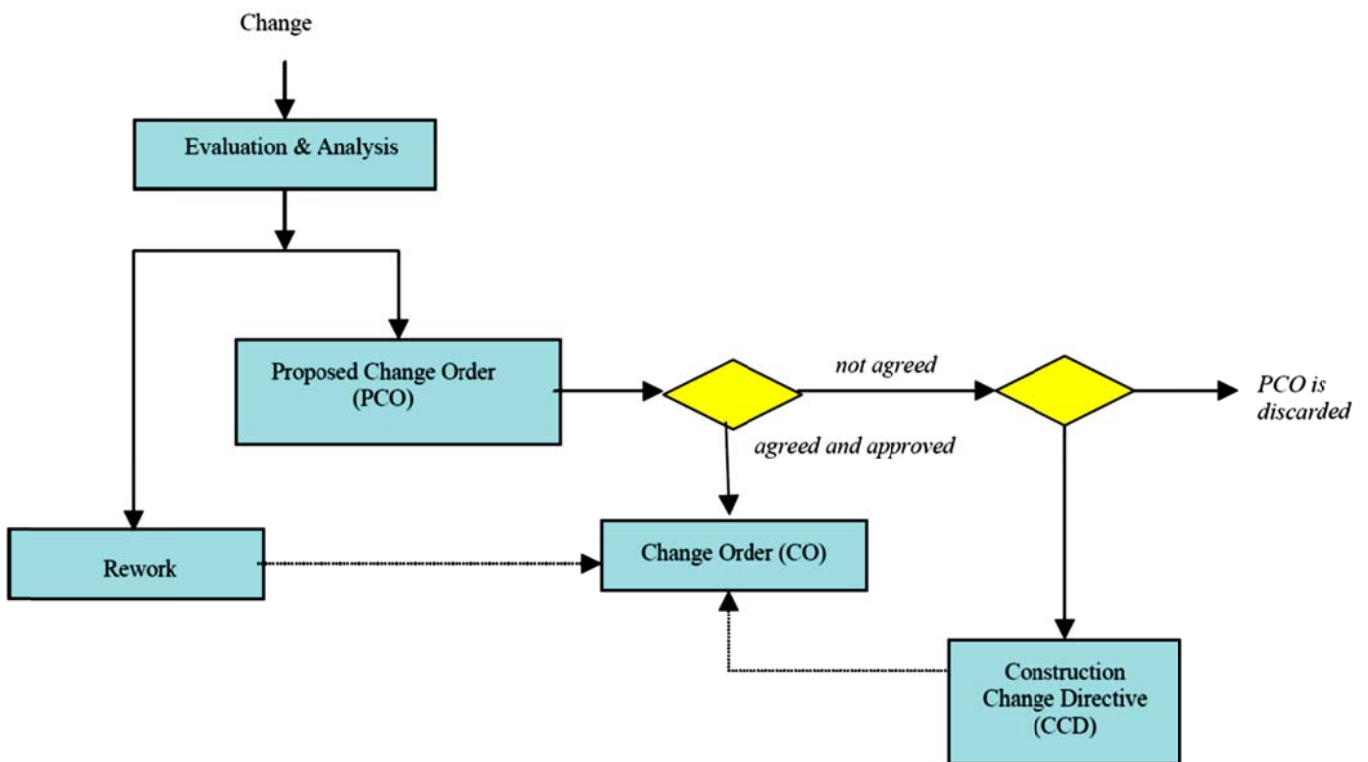 Change
Evaluation & Analysis
Proposed Change Order
(PCO)
not agreed
PCO is
discarded
agreed and approved
Rework
Change Order (CO)
Construction
Change Directive
(CCD)